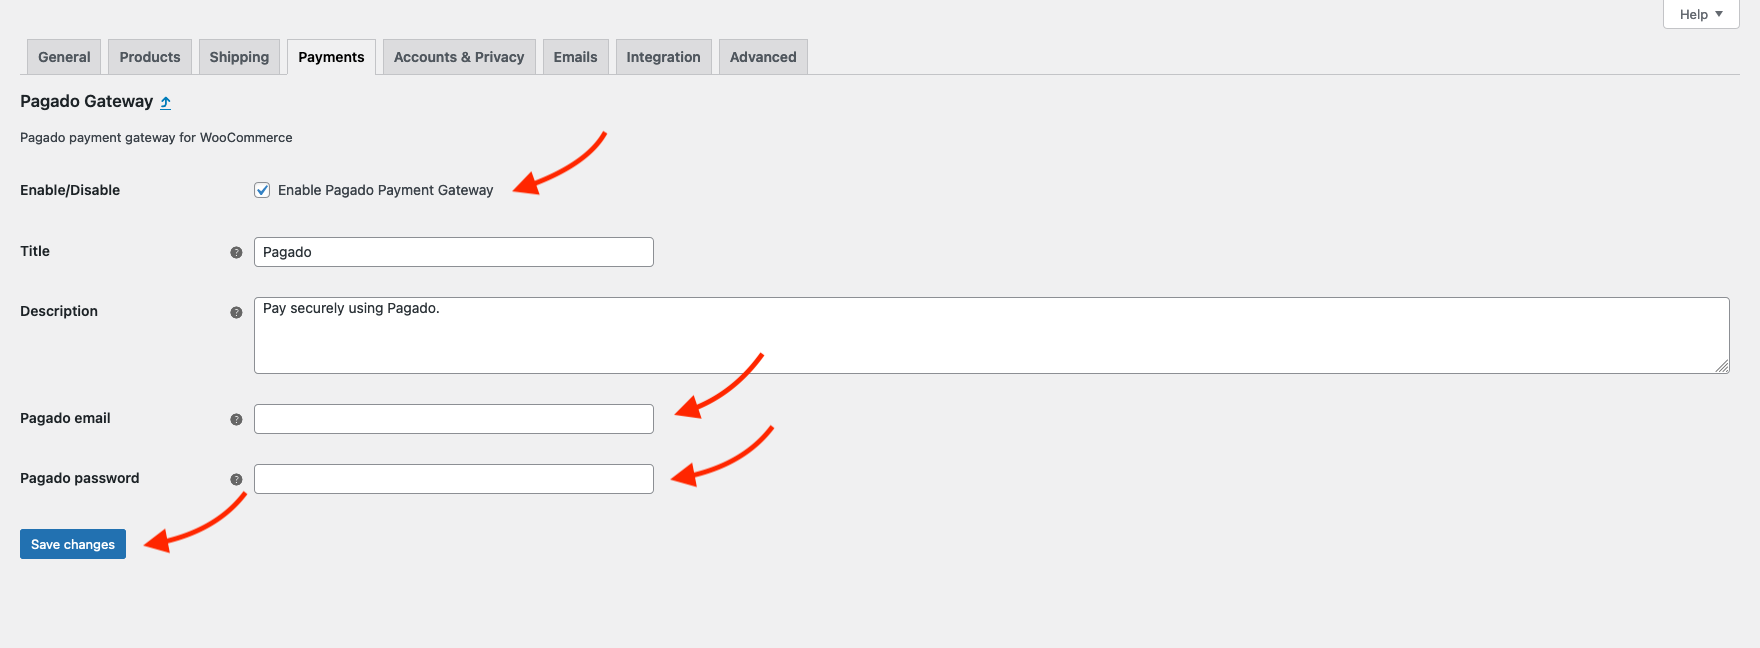 Help
General Products Shipping Payments Accounts & Privacy Emails Integration Advanced
Pagado Gateway
Pagado payment gateway for WooCommerce
Enable/Disable Enable Pagado Payment Gateway
Title ? Pagado
Description ? Pay securely using Pagado.
Pagado email ?
Pagado password ?
Save changes